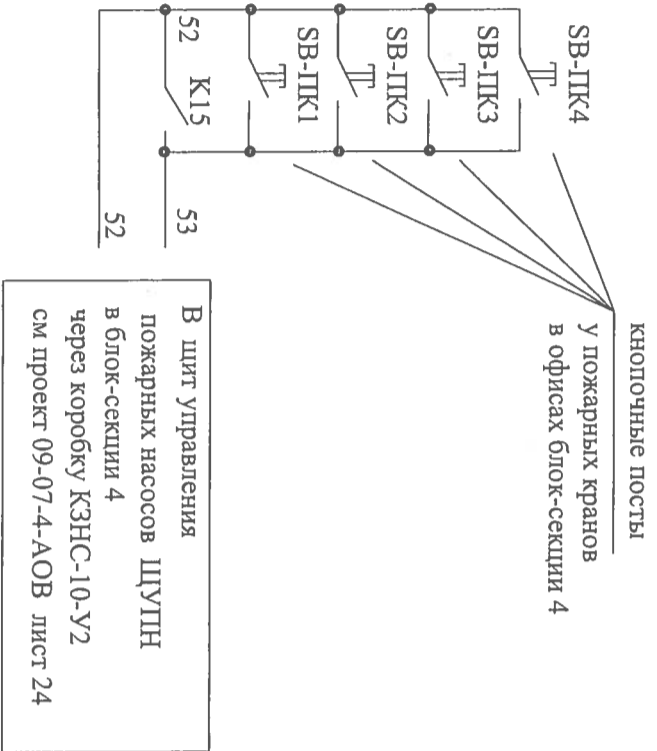 кнопочные посты
у пожарных кранов
в офисах блок-секции 4
SB-ПК4
SB-ПК3
SB-ПК2
SB-ПК1
52
К15
53
52
В щит управления
пожарных насосов ЩУПН
в блок-секции 4
через коробку КЗНС-10-У2
см проект 09-07-4-АОВ лист 24